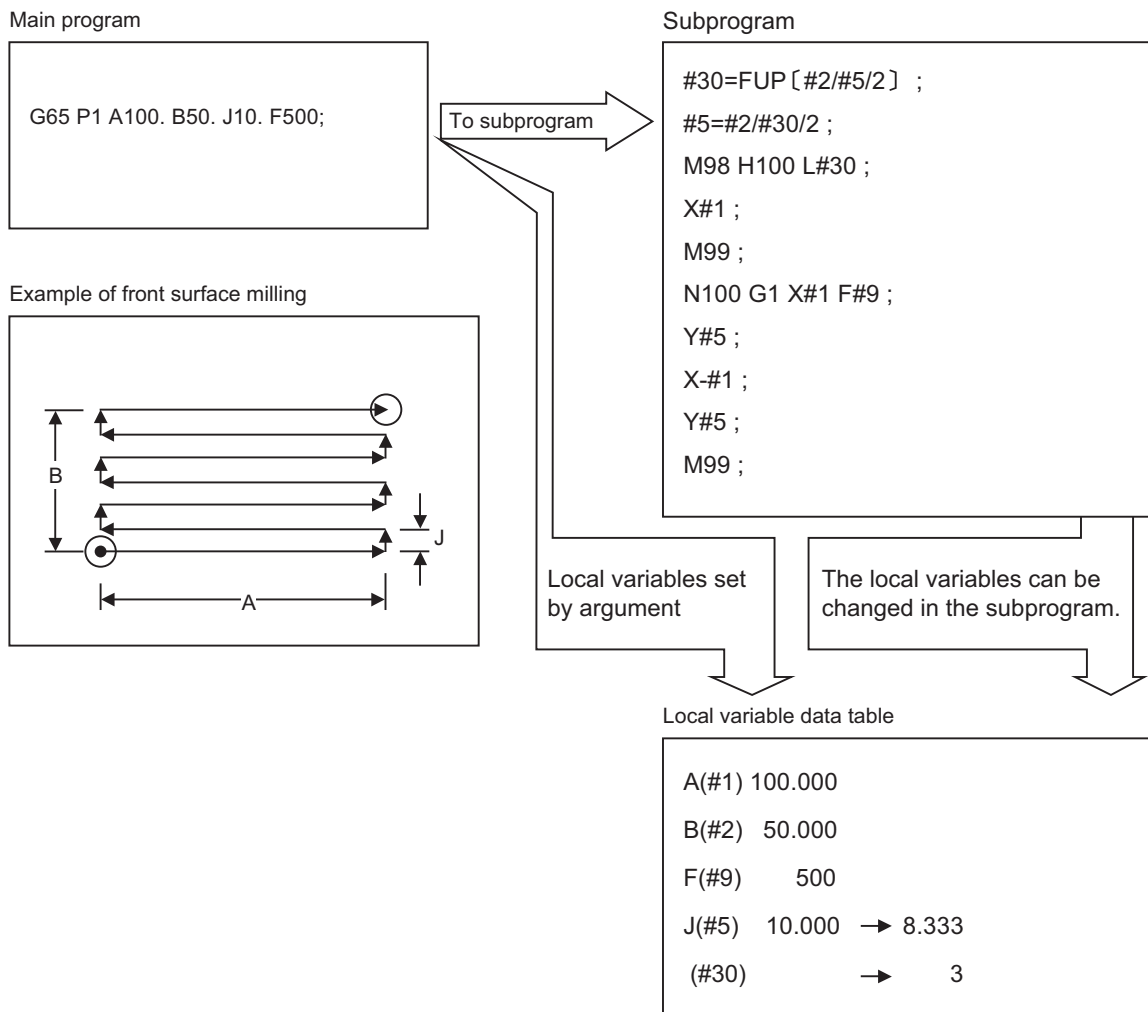 Main program
G65 P1 A100. B50. J10. F500;
To subprogram
Subprogram
#30=FUP〔#2/#5/2〕 ;
#5=#2/#30/2 ;
M98 H100 L#30 ;
X#1 ;
M99 ;
N100 G1 X#1 F#9 ;
Y#5 ;
X-#1 ;
Y#5 ;
M99 ;
Example of front surface milling
B
J
A
Local variables set
by argument
The local variables can be
changed in the subprogram.
Local variable data table
A(#1) 100.000
B(#2) 50.000
F(#9) 500
J(#5) 10.000 → 8.333
(#30) → 3